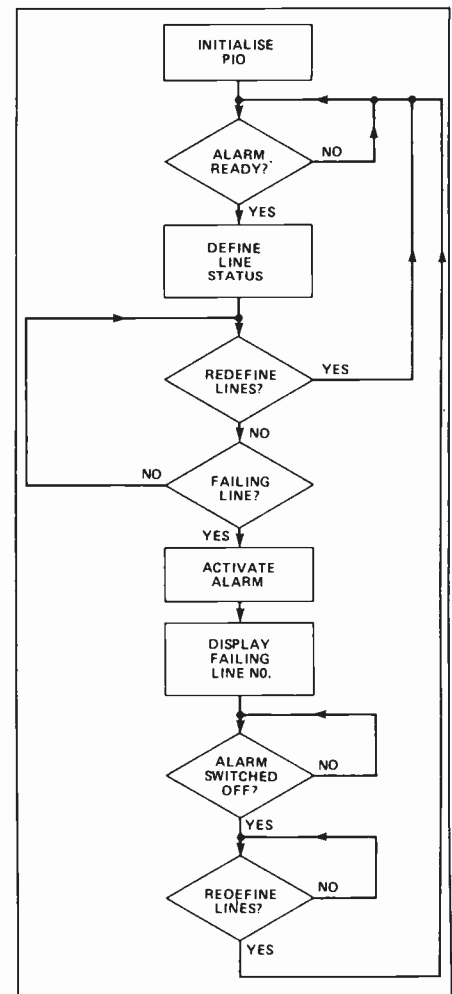 INITIALISE
PIO
ALARM
READY?
NO
YES
DEFINE
LINE
STATUS
REDEFINE
LINES?
YES
NO
FAILING
LINE?
NO
YES
ACTIVATE
ALARM
DISPLAY
FAILING
LINE NO.
ALARM
SWITCHED
OFF?
NO
YES
REDEFINE
LINES?
NO
YES